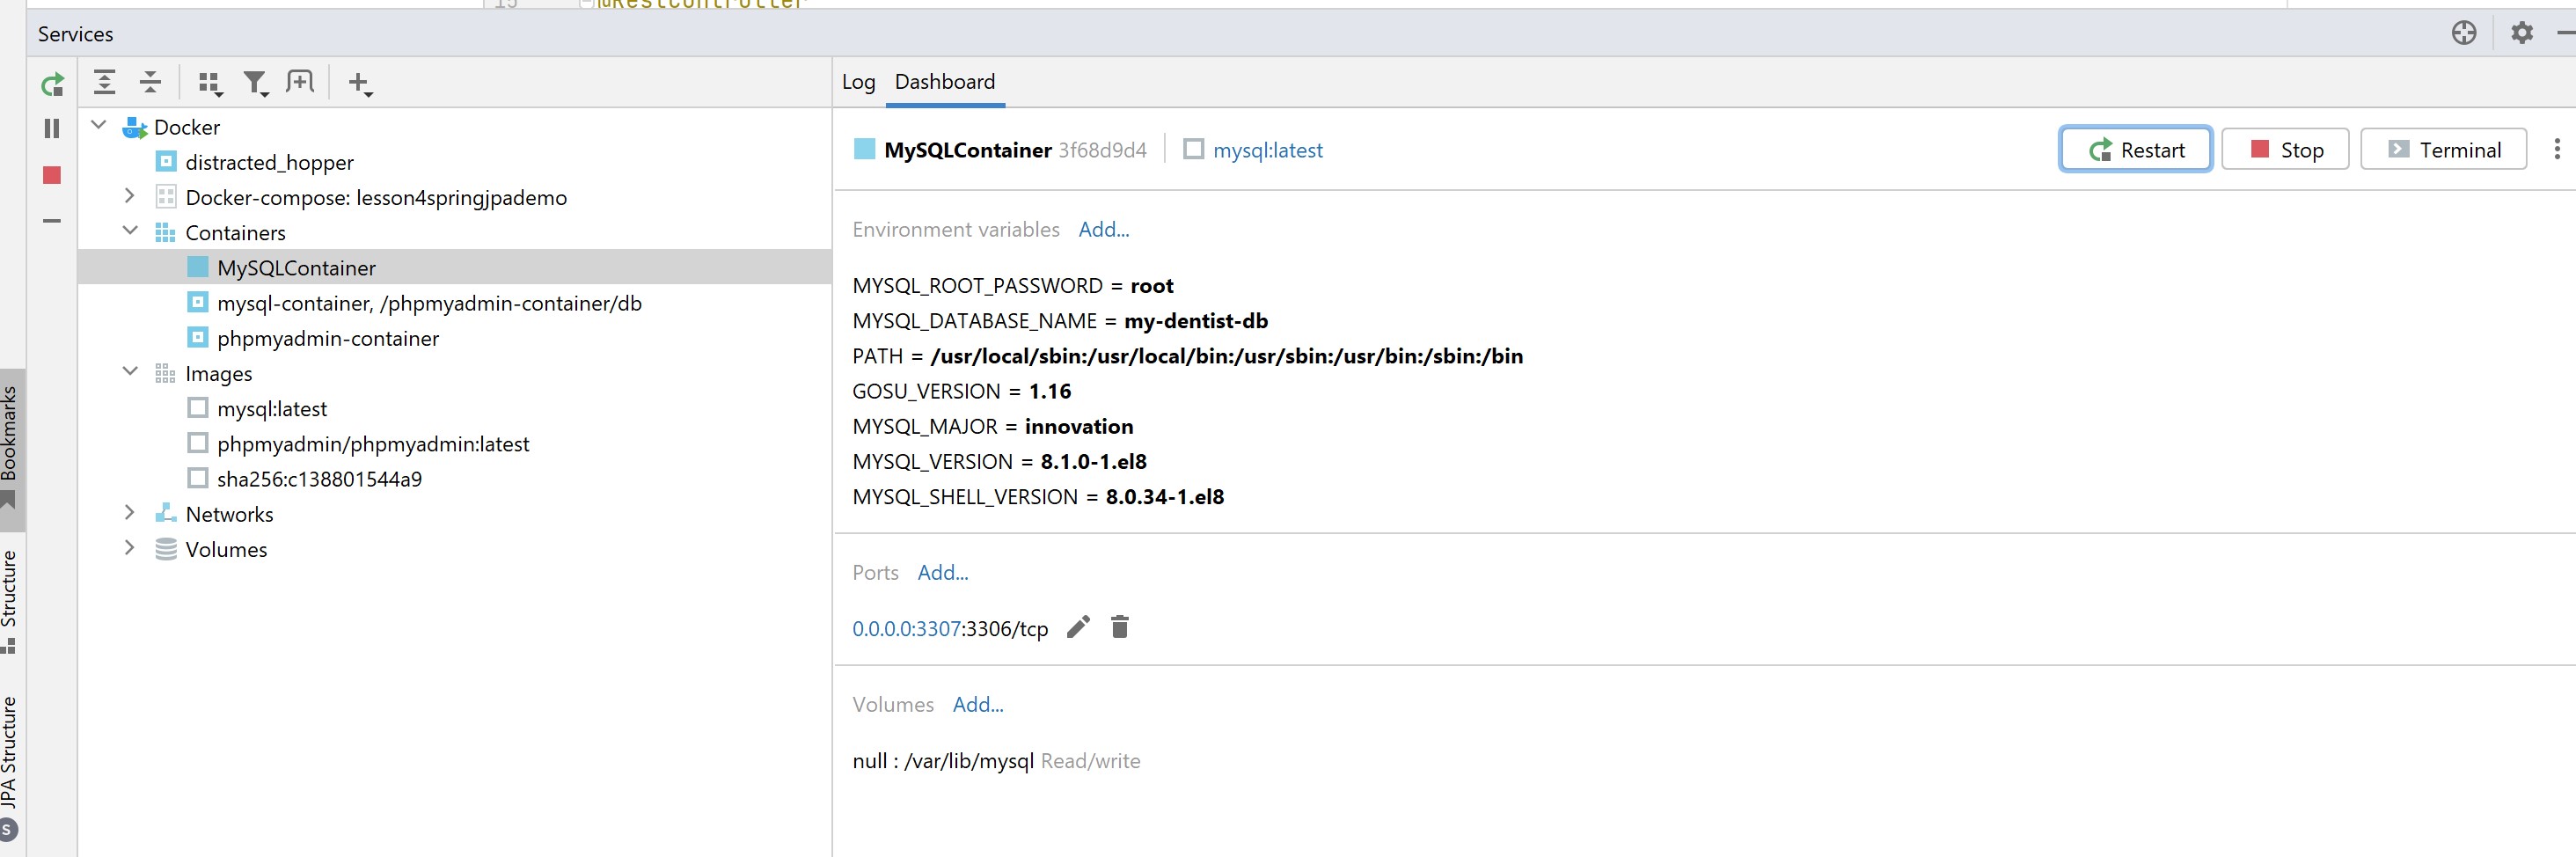 15 @RestController
Services
Log Dashboard
Docker
distracted_hopper
Docker-compose: lesson4springjpademo
Containers
MySQLContainer
mysql-container, /phpmyadmin-container/db
phpmyadmin-container
Images
mysql:latest
phpmyadmin/phpmyadmin:latest
sha256:c138801544a9
Networks
Volumes
MySQLContainer 3f68d9d4 mysql:latest
Restart Stop Terminal
Environment variables Add...
MYSQL_ROOT_PASSWORD = root
MYSQL_DATABASE_NAME = my-dentist-db
PATH = /usr/local/sbin:/usr/local/bin:/usr/sbin:/usr/bin:/sbin:/bin
GOSU_VERSION = 1.16
MYSQL_MAJOR = innovation
MYSQL_VERSION = 8.1.0-1.el8
MYSQL_SHELL_VERSION = 8.0.34-1.el8
Ports Add...
0.0.0.0:3307:3306/tcp
Volumes Add...
null : /var/lib/mysql Read/write
Bookmarks
Structure
JPA Structure
S